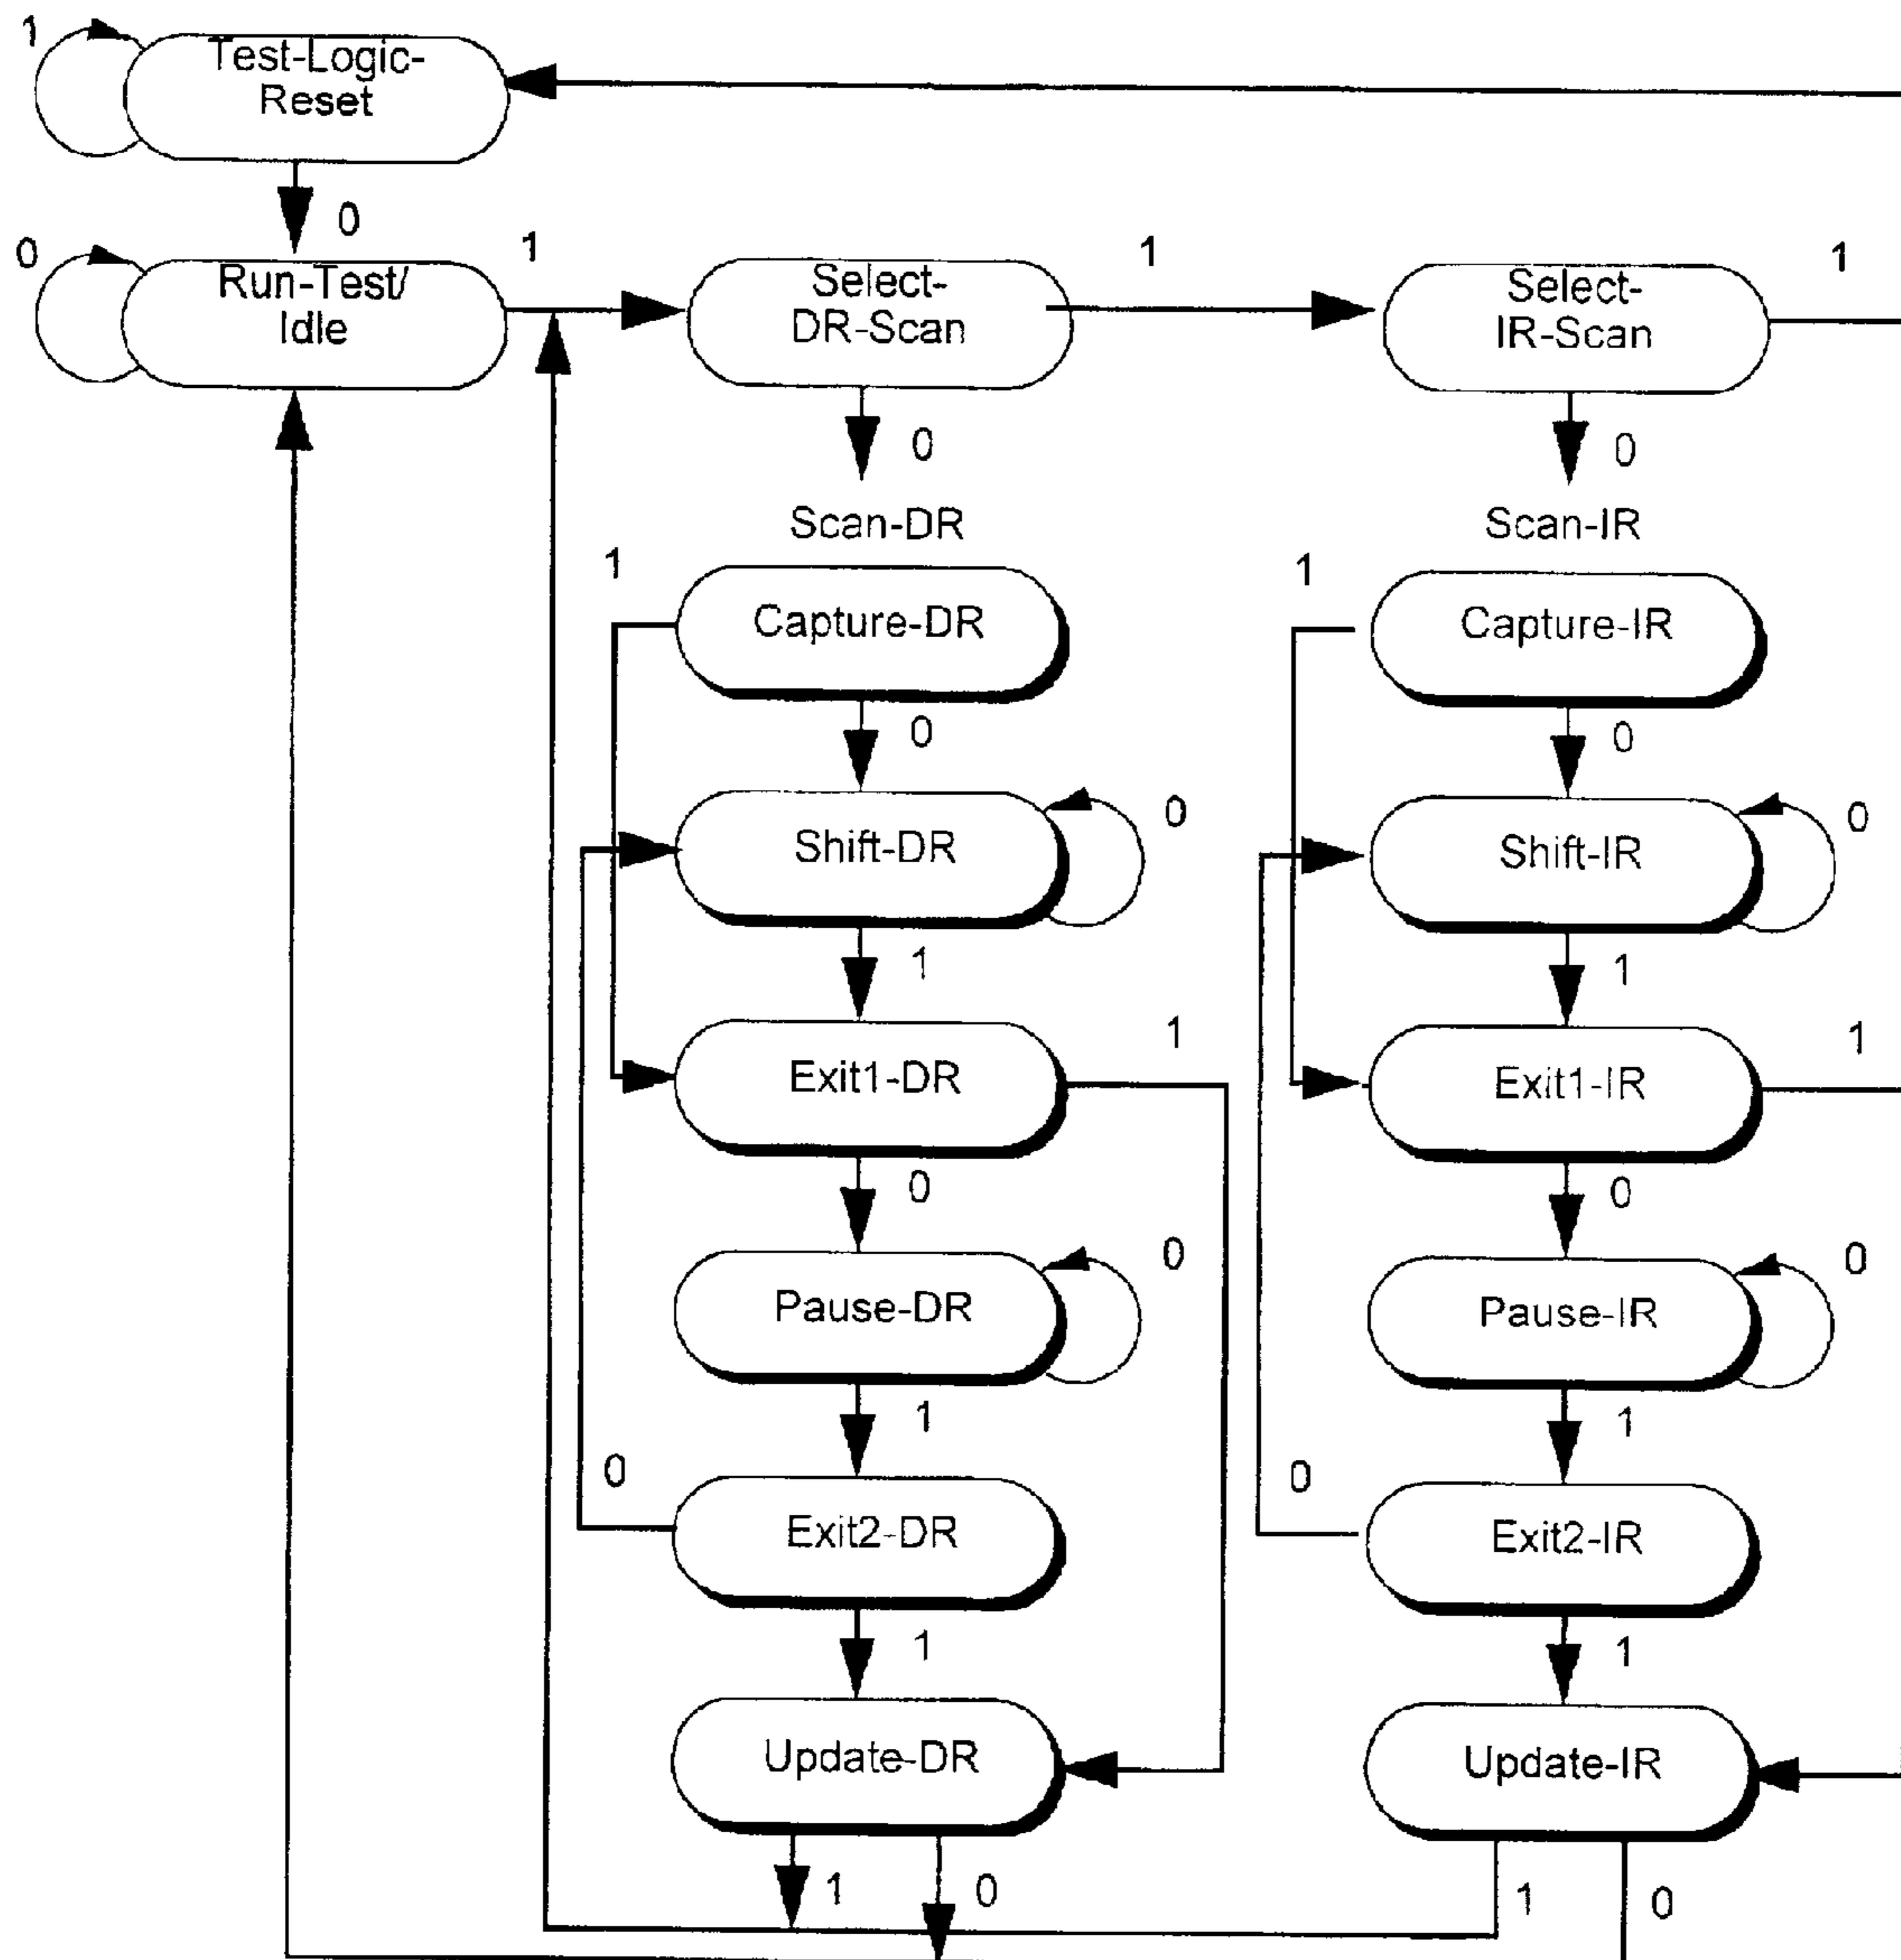 1
Test-Logic-
Reset
0
0
Run-Test/
Idle
1
Select-
DR-Scan
1
Select-
IR-Scan
1
0
0
Scan-DR
Scan-IR
1
Capture-DR
1
Capture-IR
0
0
Shift-DR
0
Shift-IR
0
1
1
Exit1-DR
1
Exit1-IR
1
0
0
Pause-DR
0
Pause-IR
0
1
1
0
Exit2-DR
0
Exit2-IR
1
1
Update-DR
Update-IR
1
0
1
0